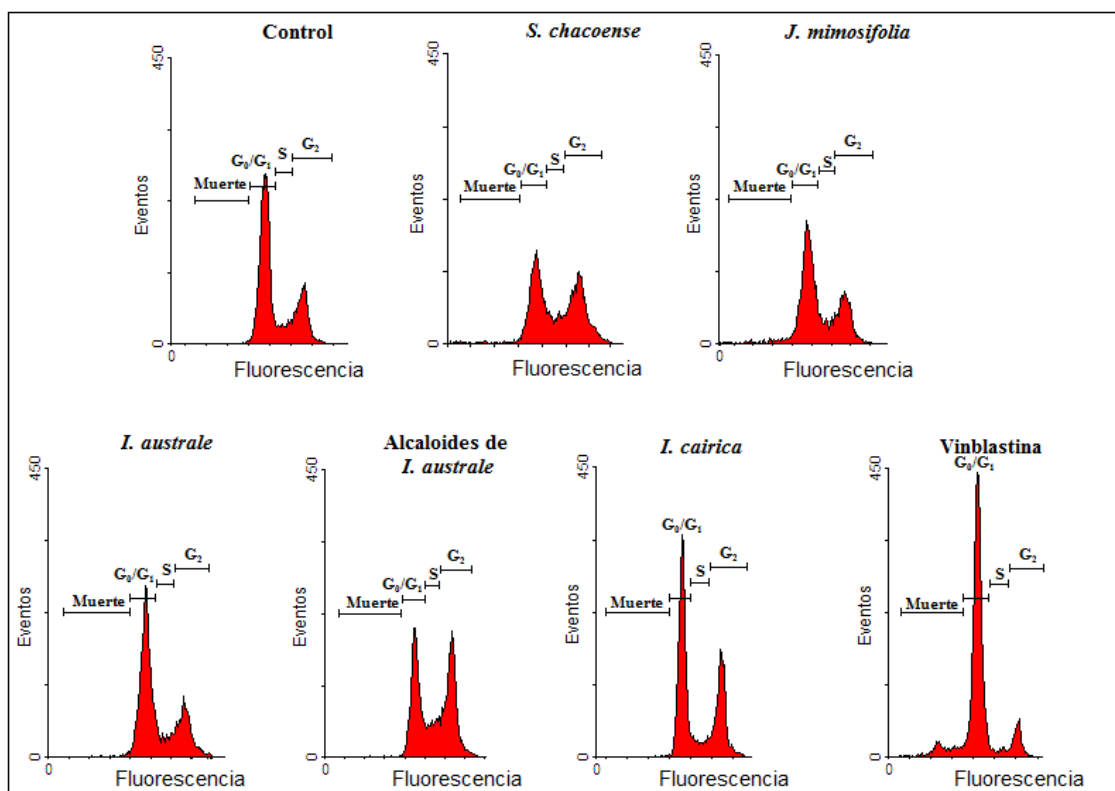 Control
450
Eventos
0
Muerte
G₀/G₁
S
G₂
0
Fluorescencia
S. chacoense
450
Eventos
0
Muerte
G₀/G₁
S
G₂
0
Fluorescencia
J. mimosifolia
450
Eventos
0
Muerte
G₀/G₁
S
G₂
0
Fluorescencia
I. australe
450
Eventos
0
Muerte
G₀/G₁
S
G₂
0
Fluorescencia
Alcaloides de
I. australe
450
Eventos
0
Muerte
G₀/G₁
S
G₂
0
Fluorescencia
I. cairica
450
Eventos
0
Muerte
G₀/G₁
S
G₂
0
Fluorescencia
Vinblastina
450
Eventos
0
Muerte
G₀/G₁
S
G₂
0
Fluorescencia